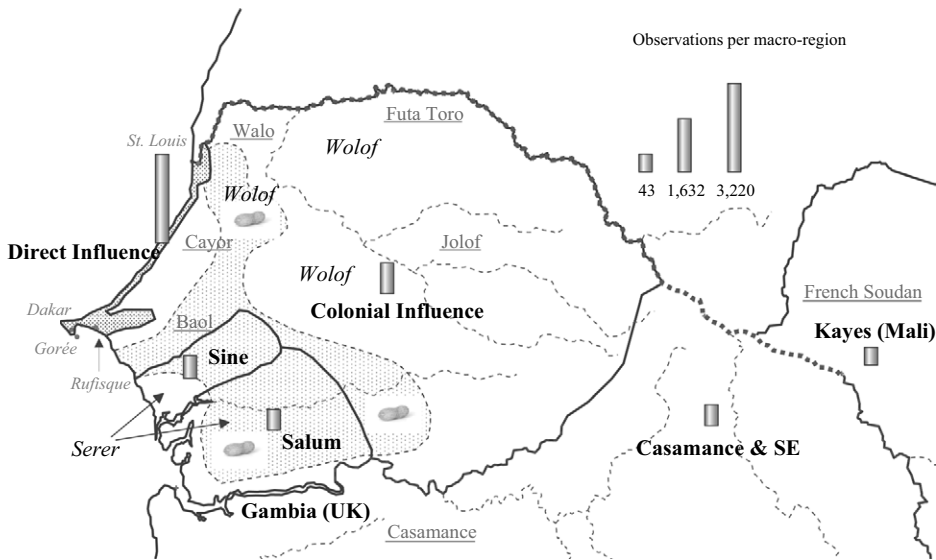 Observations per macro-region
43
1,632
3,220
Futa Toro
Walo
St. Louis
Wolof
Wolof
Direct Influence
Cayor
Jolof
Wolof
Colonial Influence
French Soudan
Kayes (Mali)
Dakar
Baol
Gorée
Sine
Rufisque
Serer
Salum
Casamance & SE
Gambia (UK)
Casamance